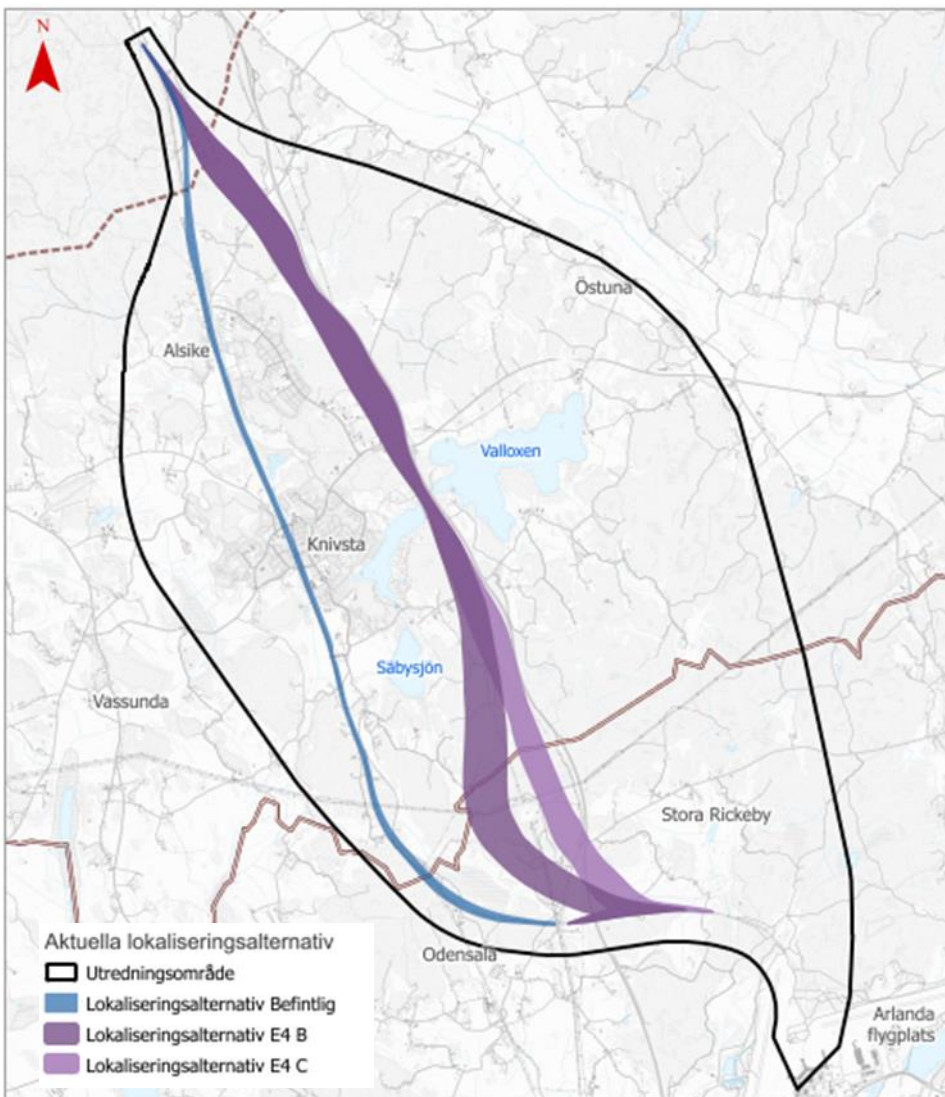 N
Östuna
Alsike
Valloxen
Knivsta
Säbysjön
Vassunda
Stora Rickeby
Odensala
Arlanda
flygplats
Aktuella lokaliseringsalternativ
Utredningsområde
Lokaliseringsalternativ Befintlig
Lokaliseringsalternativ E4 B
Lokaliseringsalternativ E4 C